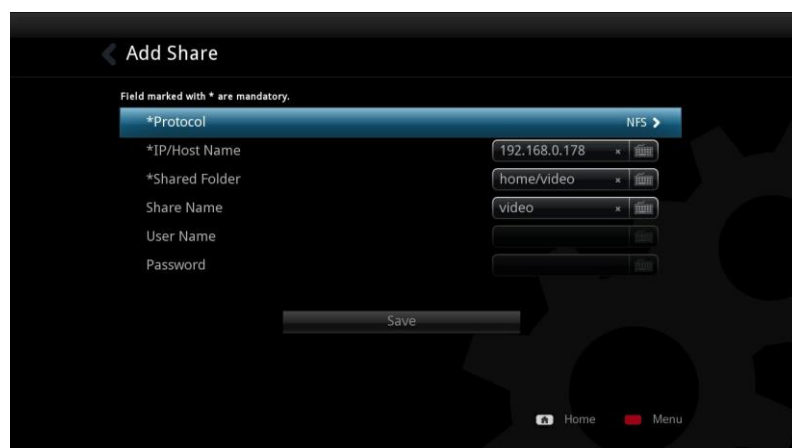 Add Share
Field marked with * are mandatory.
*Protocol NFS
*IP/Host Name 192.168.0.178 ×
*Shared Folder home/video ×
Share Name video ×
User Name
Password
Save
Home Menu